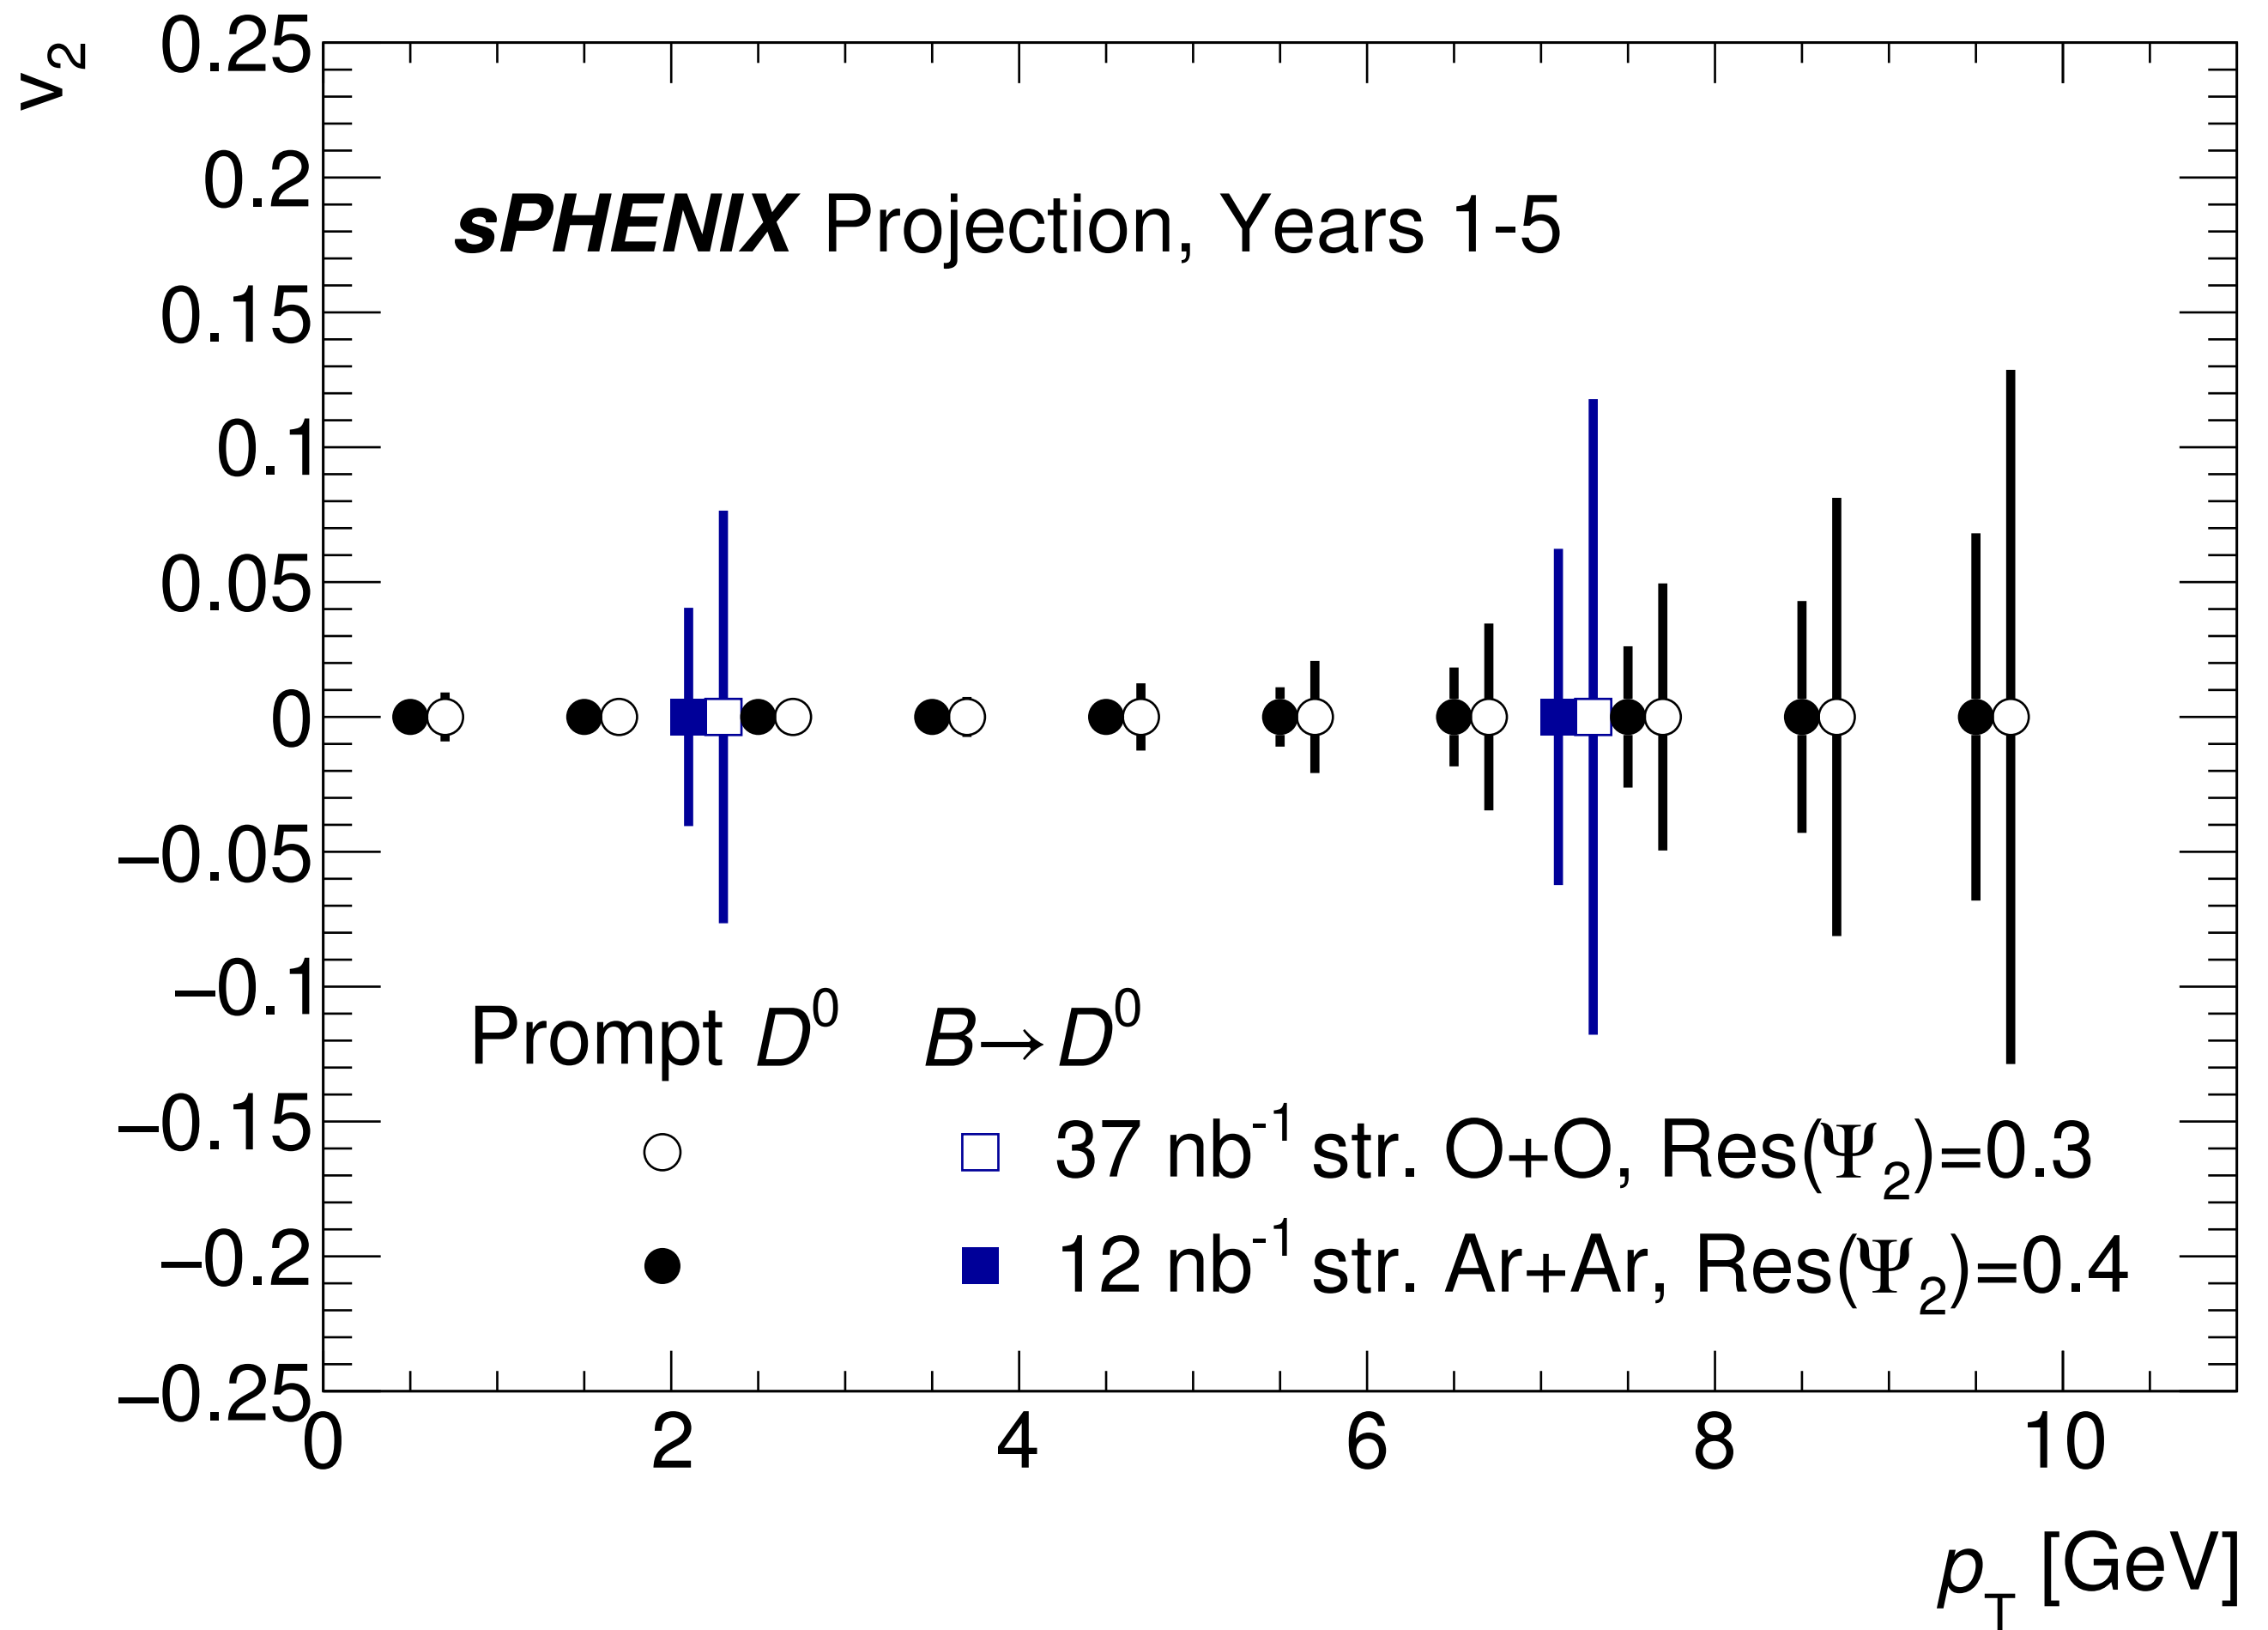 v₂
0.25
0.2
0.15
0.1
0.05
0
−0.05
−0.1
−0.15
−0.2
−0.25
sPHENIX Projection, Years 1-5
Prompt D⁰ B→D⁰
37 nb⁻¹ str. O+O, Res(Ψ₂)=0.3
12 nb⁻¹ str. Ar+Ar, Res(Ψ₂)=0.4
0 2 4 6 8 10
p_T [GeV]